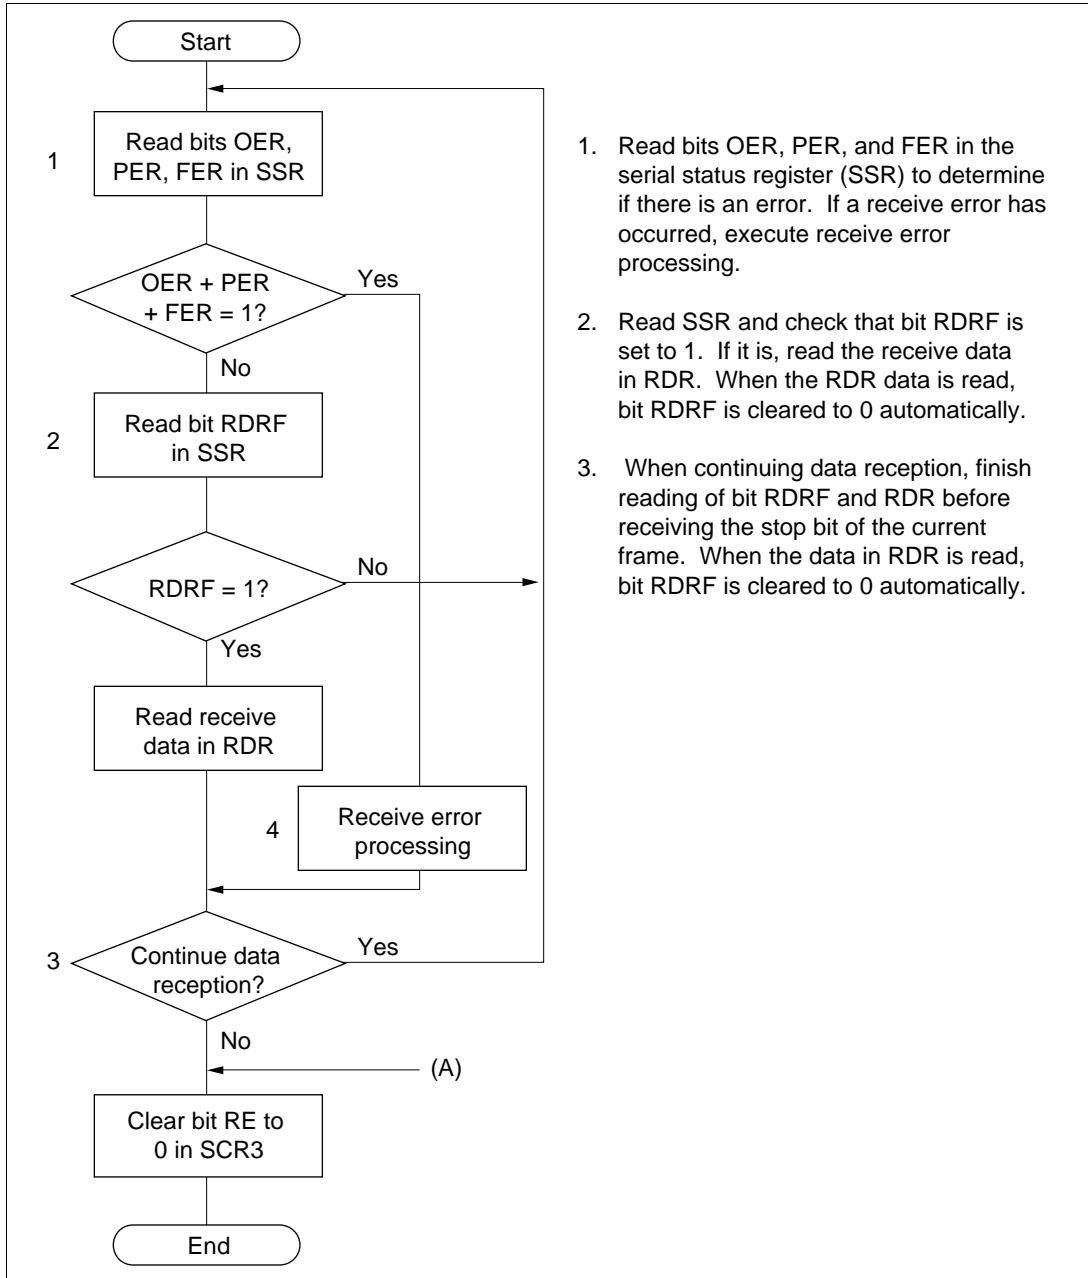 Start
1
Read bits OER,
PER, FER in SSR
OER + PER
+ FER = 1?
Yes
No
2
Read bit RDRF
in SSR
RDRF = 1?
No
Yes
Read receive
data in RDR
4
Receive error
processing
3
Continue data
reception?
Yes
No
(A)
Clear bit RE to
0 in SCR3
End
1. Read bits OER, PER, and FER in the
serial status register (SSR) to determine
if there is an error. If a receive error has
occurred, execute receive error
processing.
2. Read SSR and check that bit RDRF is
set to 1. If it is, read the receive data
in RDR. When the RDR data is read,
bit RDRF is cleared to 0 automatically.
3. When continuing data reception, finish
reading of bit RDRF and RDR before
receiving the stop bit of the current
frame. When the data in RDR is read,
bit RDRF is cleared to 0 automatically.